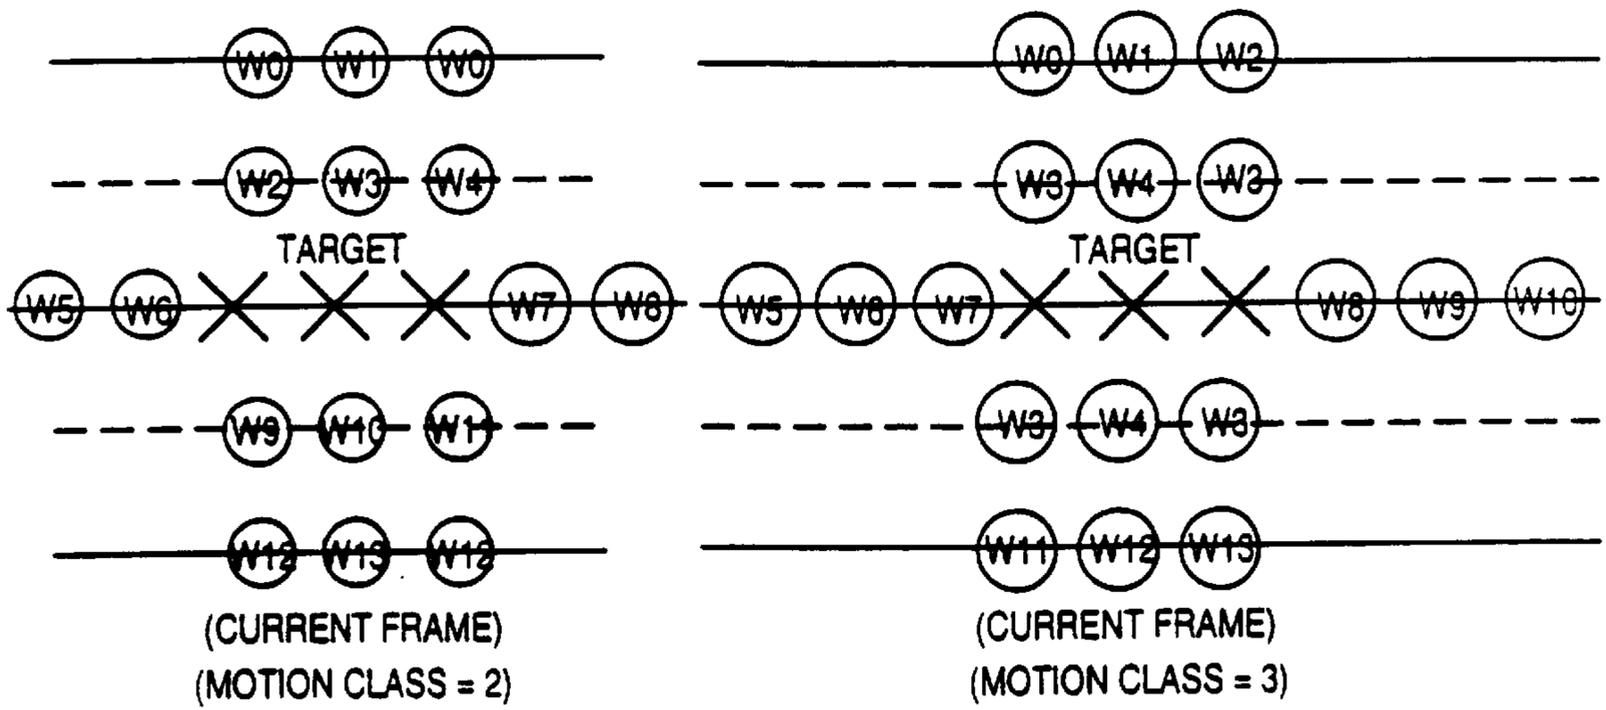 W0 W1 W0
W2 W3 W4
TARGET
W5 W6 W7 W8
W9 W10 W11
W12 W13 W12
(CURRENT FRAME)
(MOTION CLASS = 2)
W0 W1 W2
W3 W4 W3
TARGET
W5 W6 W7 W8 W9 W10
W3 W4 W3
W11 W12 W13
(CURRENT FRAME)
(MOTION CLASS = 3)